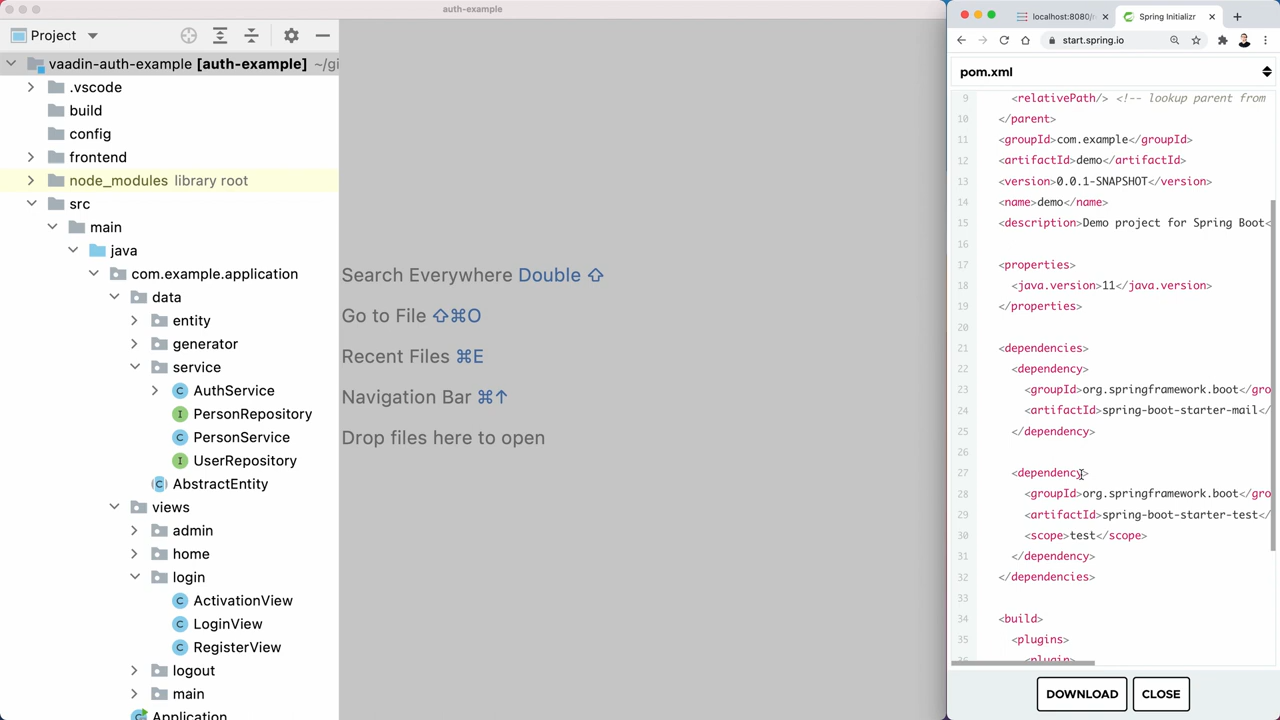 auth-example
Project
vaadin-auth-example [auth-example] ~/gi
.vscode
build
config
frontend
node_modules library root
src
main
java
com.example.application
data
entity
generator
service
AuthService
PersonRepository
PersonService
UserRepository
AbstractEntity
views
admin
home
login
ActivationView
LoginView
RegisterView
logout
main
Application
Search Everywhere Double ⇧
Go to File ⇧⌘O
Recent Files ⌘E
Navigation Bar ⌘↑
Drop files here to open
localhost:8080/
Spring Initializr
start.spring.io
pom.xml
9 <relativePath/> <!-- lookup parent from
10 </parent>
11 <groupId>com.example</groupId>
12 <artifactId>demo</artifactId>
13 <version>0.0.1-SNAPSHOT</version>
14 <name>demo</name>
15 <description>Demo project for Spring Boot<
16
17 <properties>
18 <java.version>11</java.version>
19 </properties>
20
21 <dependencies>
22 <dependency>
23 <groupId>org.springframework.boot</gro
24 <artifactId>spring-boot-starter-mail</
25 </dependency>
26
27 <dependency>
28 <groupId>org.springframework.boot</gro
29 <artifactId>spring-boot-starter-test</
30 <scope>test</scope>
31 </dependency>
32 </dependencies>
33
34 <build>
35 <plugins>
36 <plugin>
DOWNLOAD
CLOSE